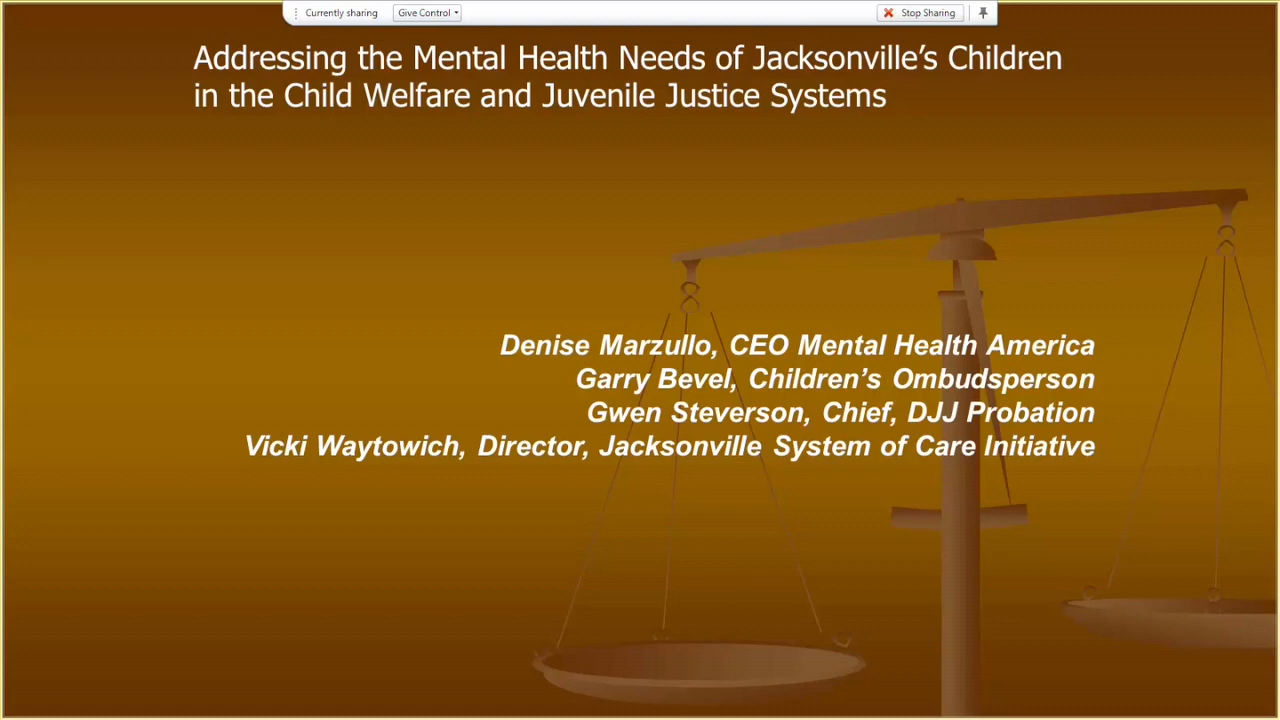 Currently sharing Give Control Stop Sharing
Addressing the Mental Health Needs of Jacksonville’s Children
in the Child Welfare and Juvenile Justice Systems
Denise Marzullo, CEO Mental Health America
Garry Bevel, Children’s Ombudsperson
Gwen Steverson, Chief, DJJ Probation
Vicki Waytowich, Director, Jacksonville System of Care Initiative